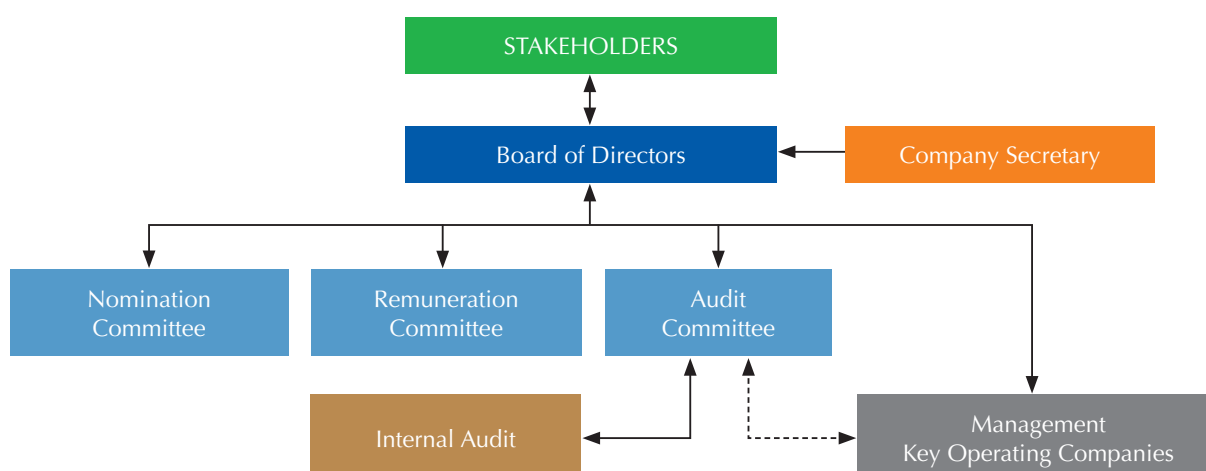 STAKEHOLDERS
Board of Directors
Company Secretary
Nomination
Committee
Remuneration
Committee
Audit
Committee
Internal Audit
Management
Key Operating Companies